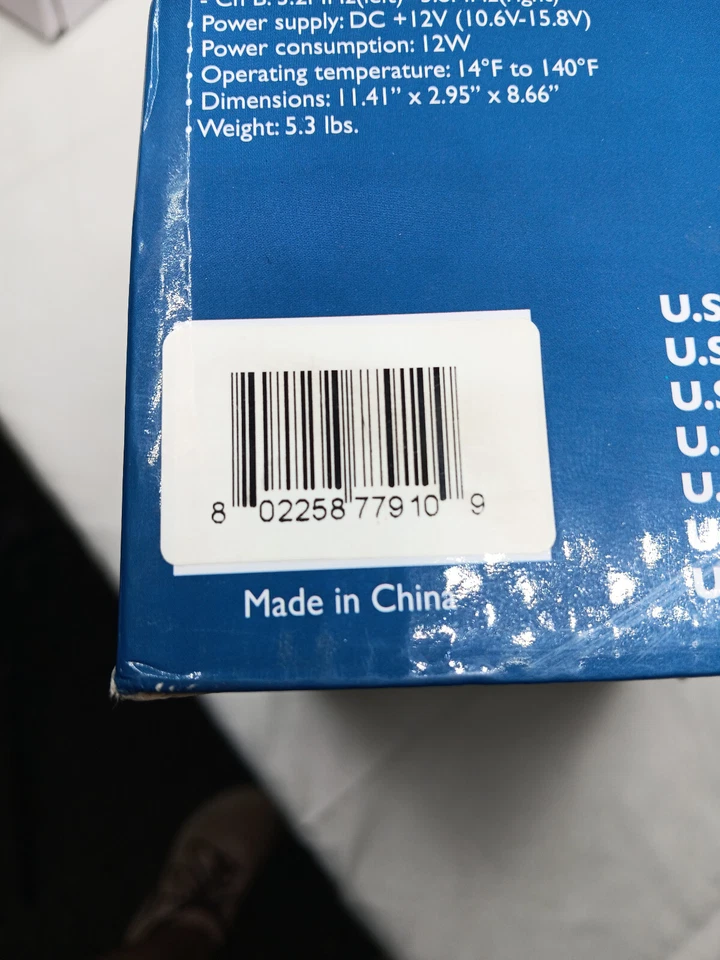 Power supply: DC +12V (10.6V-15.8V)
Power consumption: 12W
Operating temperature: 14°F to 140°F
Dimensions: 11.41" x 2.95" x 8.66"
Weight: 5.3 lbs.
U.S
U.S
U.S
U.
U.
U
U
8 02258 77910 9
Made in China